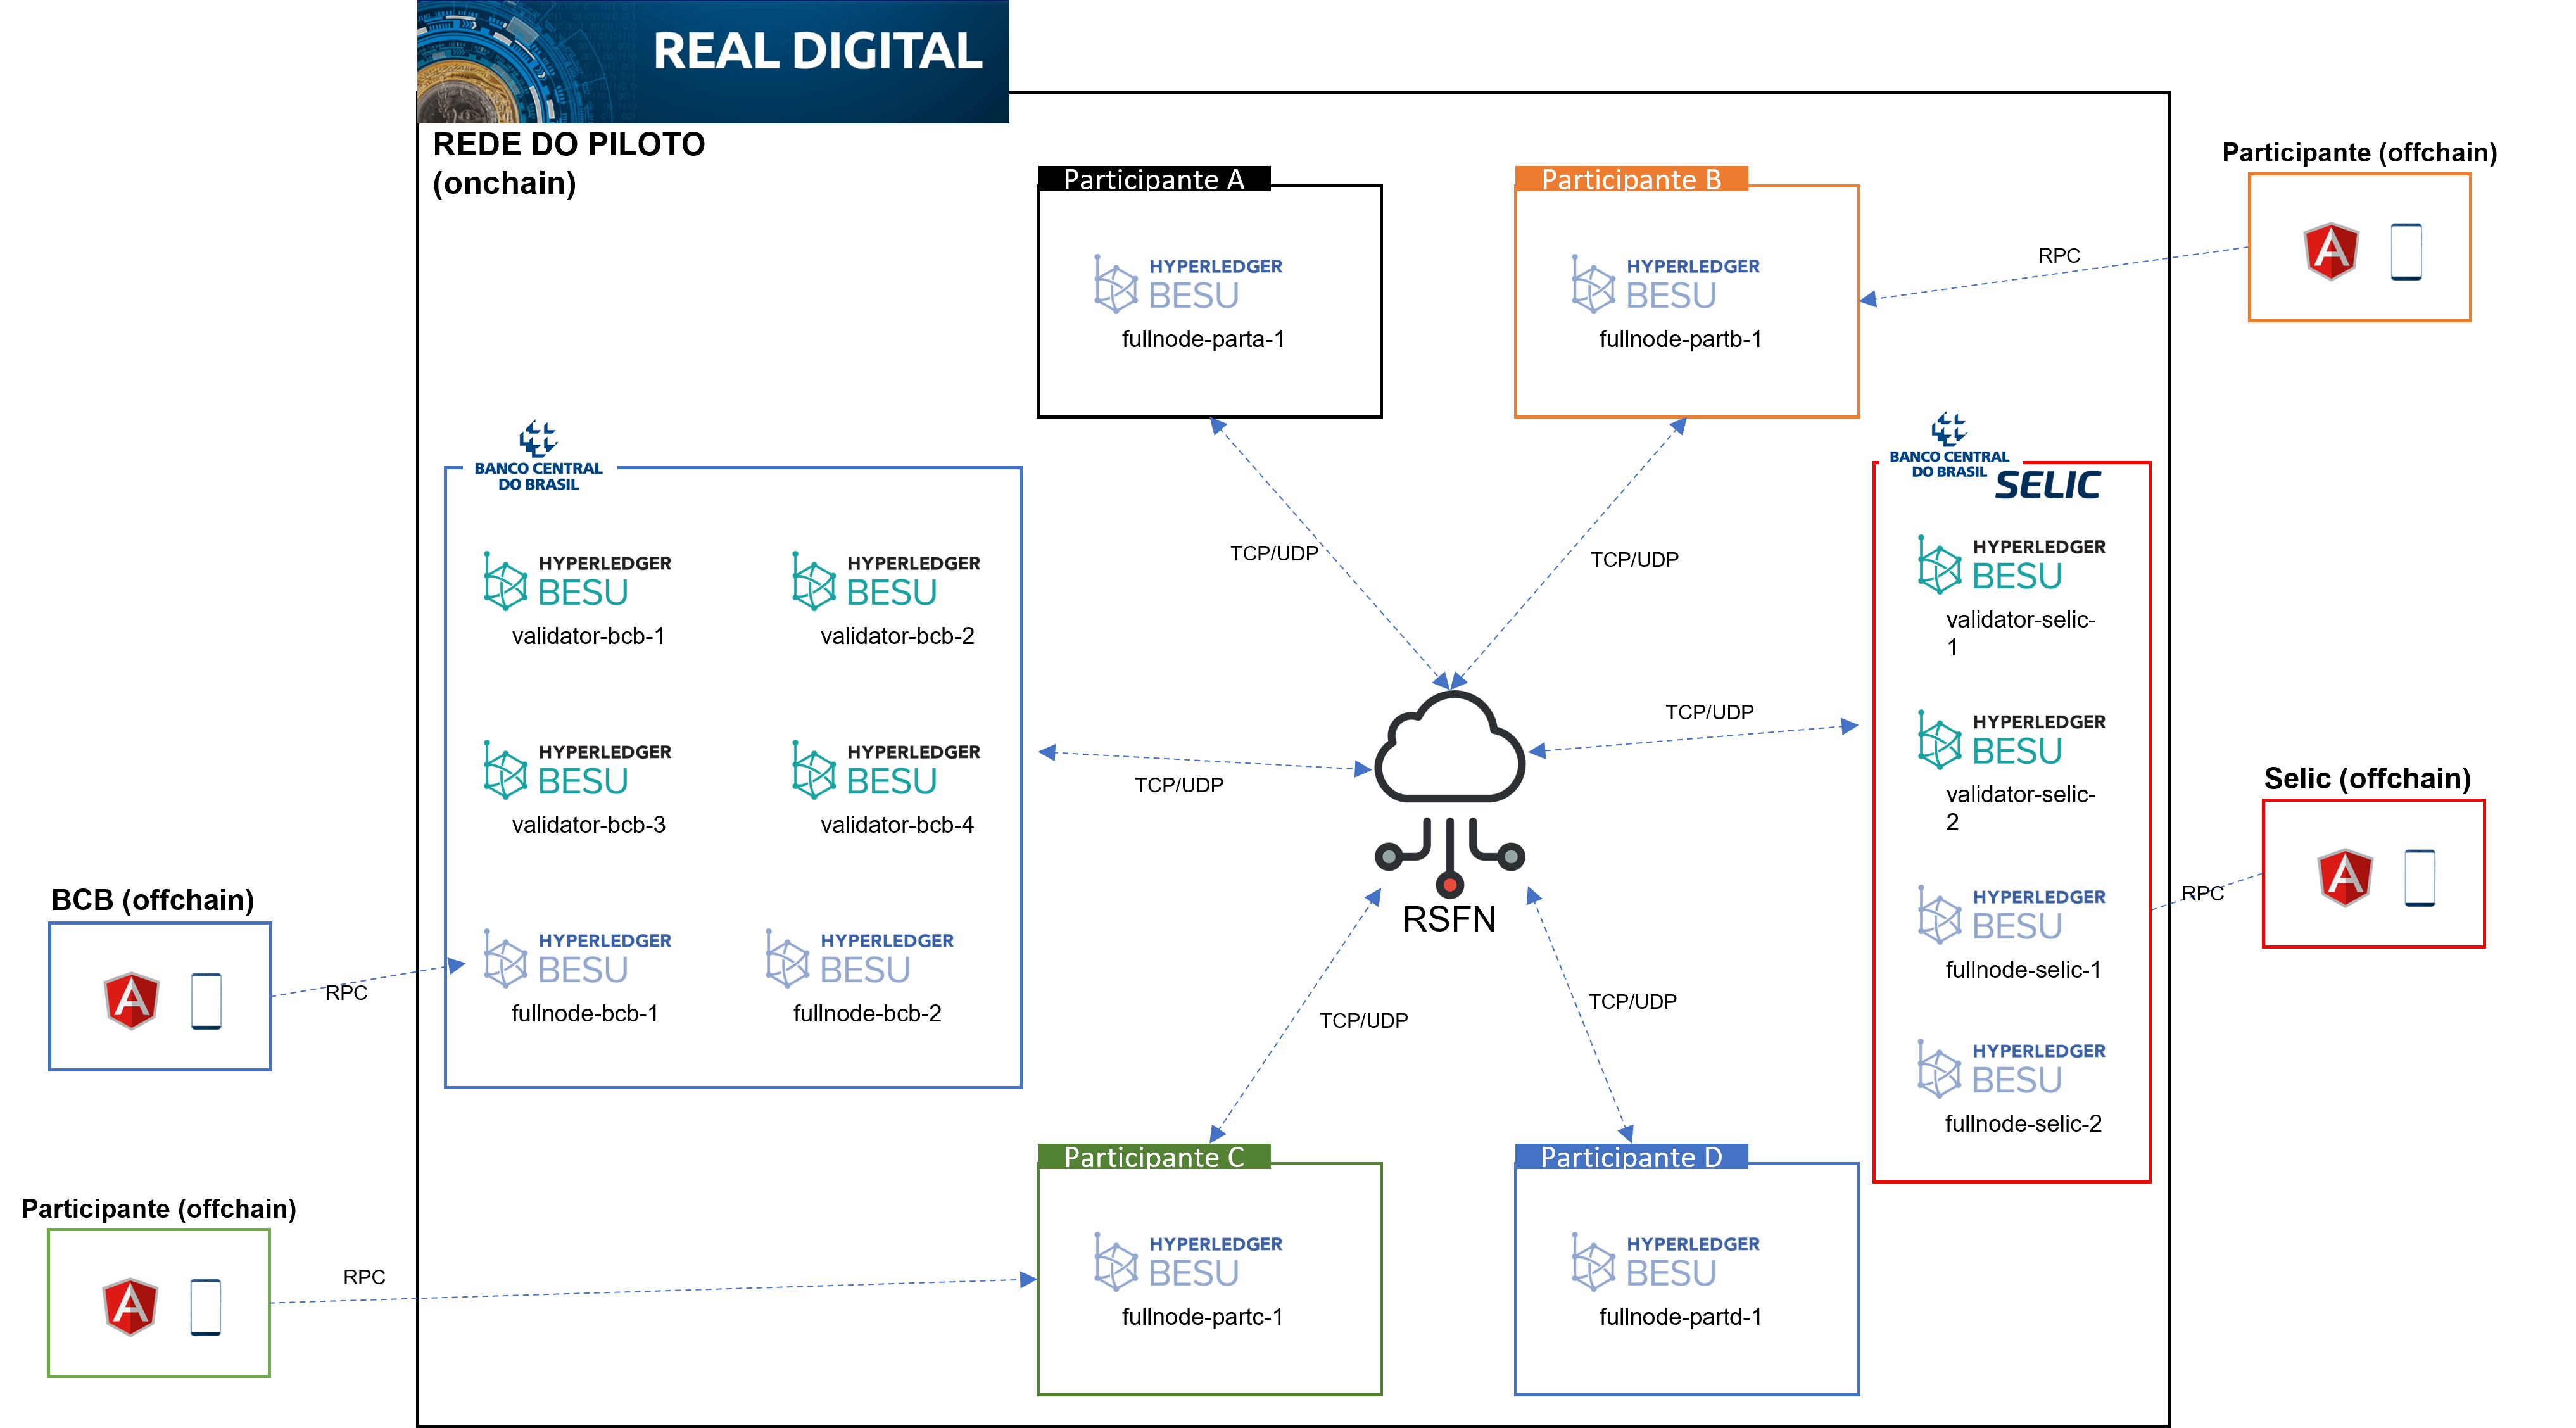 REAL DIGITAL
REDE DO PILOTO
(onchain)
Participante A
HYPERLEDGER
BESU
fullnode-parta-1
Participante B
HYPERLEDGER
BESU
fullnode-partb-1
Participante (offchain)
RPC
BANCO CENTRAL
DO BRASIL
HYPERLEDGER
BESU
validator-bcb-1
HYPERLEDGER
BESU
validator-bcb-2
HYPERLEDGER
BESU
validator-bcb-3
HYPERLEDGER
BESU
validator-bcb-4
HYPERLEDGER
BESU
fullnode-bcb-1
HYPERLEDGER
BESU
fullnode-bcb-2
TCP/UDP
TCP/UDP
TCP/UDP
TCP/UDP
RSFN
TCP/UDP
TCP/UDP
BANCO CENTRAL
DO BRASIL
SELIC
HYPERLEDGER
BESU
validator-selic-
1
HYPERLEDGER
BESU
validator-selic-
2
HYPERLEDGER
BESU
fullnode-selic-1
HYPERLEDGER
BESU
fullnode-selic-2
Selic (offchain)
RPC
BCB (offchain)
RPC
Participante (offchain)
RPC
Participante C
HYPERLEDGER
BESU
fullnode-partc-1
Participante D
HYPERLEDGER
BESU
fullnode-partd-1